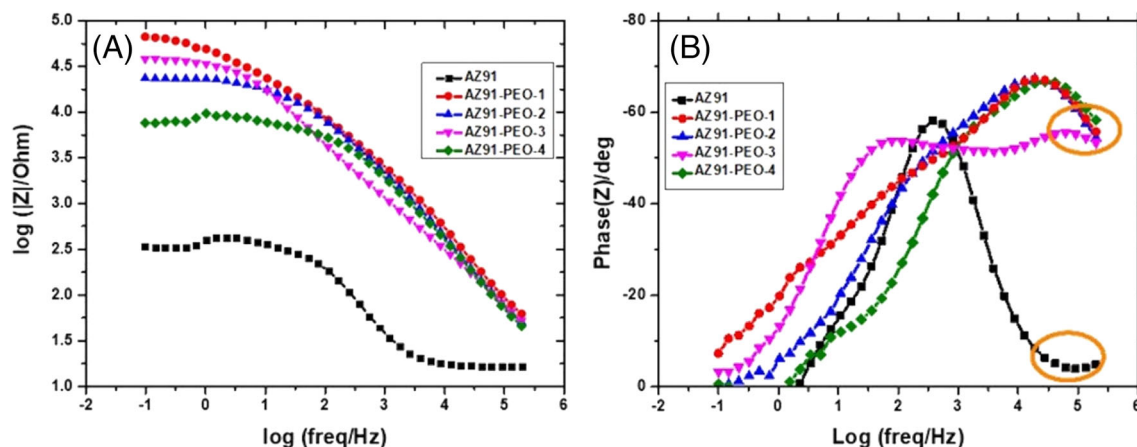 (A)
5.0
4.5
4.0
3.5
3.0
2.5
2.0
1.5
1.0
log (|Z|/Ohm)
AZ91
AZ91-PEO-1
AZ91-PEO-2
AZ91-PEO-3
AZ91-PEO-4
-2 -1 0 1 2 3 4 5 6
log (freq/Hz)
(B)
-80
-60
-40
-20
0
Phase(Z)/deg
AZ91
AZ91-PEO-1
AZ91-PEO-2
AZ91-PEO-3
AZ91-PEO-4
-2 -1 0 1 2 3 4 5 6
Log (freq/Hz)